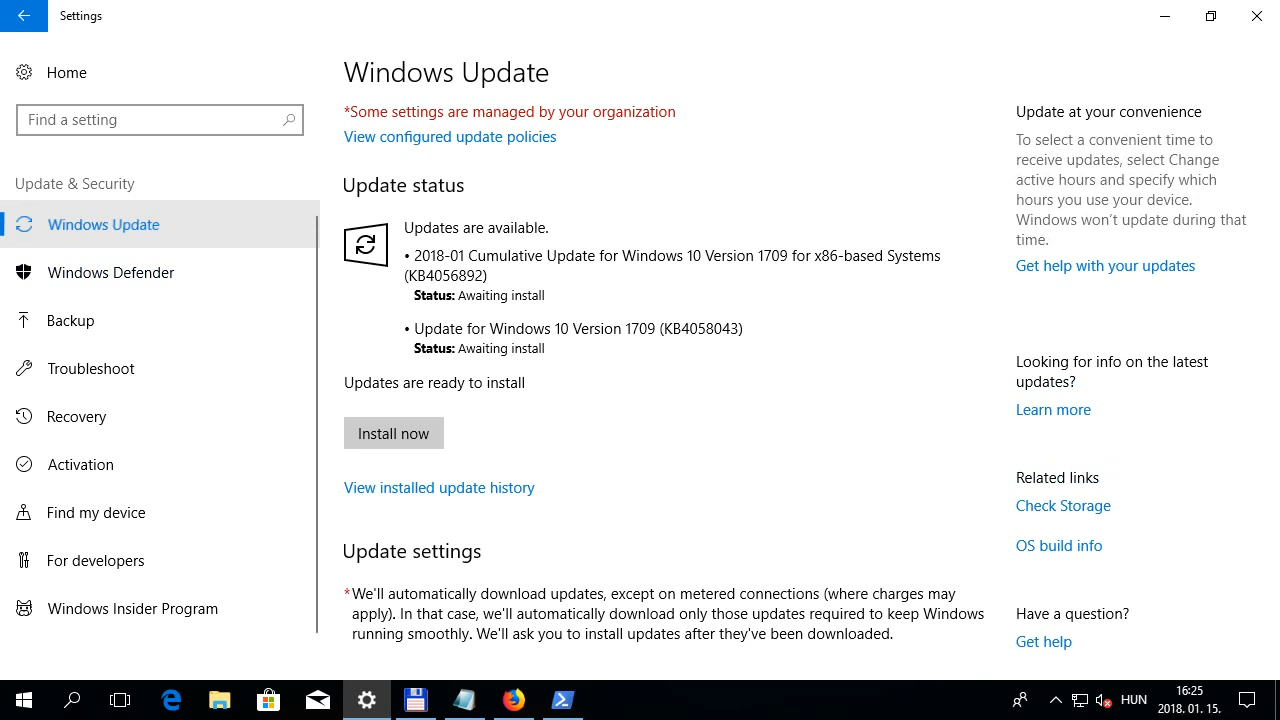 Settings
Home
Find a setting
Update & Security
Windows Update
Windows Defender
Backup
Troubleshoot
Recovery
Activation
Find my device
For developers
Windows Insider Program
Windows Update
*Some settings are managed by your organization
View configured update policies
Update status
Updates are available.
• 2018-01 Cumulative Update for Windows 10 Version 1709 for x86-based Systems
(KB4056892)
Status: Awaiting install
• Update for Windows 10 Version 1709 (KB4058043)
Status: Awaiting install
Updates are ready to install
Install now
View installed update history
Update settings
*We'll automatically download updates, except on metered connections (where charges may
apply). In that case, we'll automatically download only those updates required to keep Windows
running smoothly. We'll ask you to install updates after they've been downloaded.
Update at your convenience
To select a convenient time to
receive updates, select Change
active hours and specify which
hours you use your device.
Windows won't update during that
time.
Get help with your updates
Looking for info on the latest
updates?
Learn more
Related links
Check Storage
OS build info
Have a question?
Get help
HUN
16:25
2018. 01. 15.